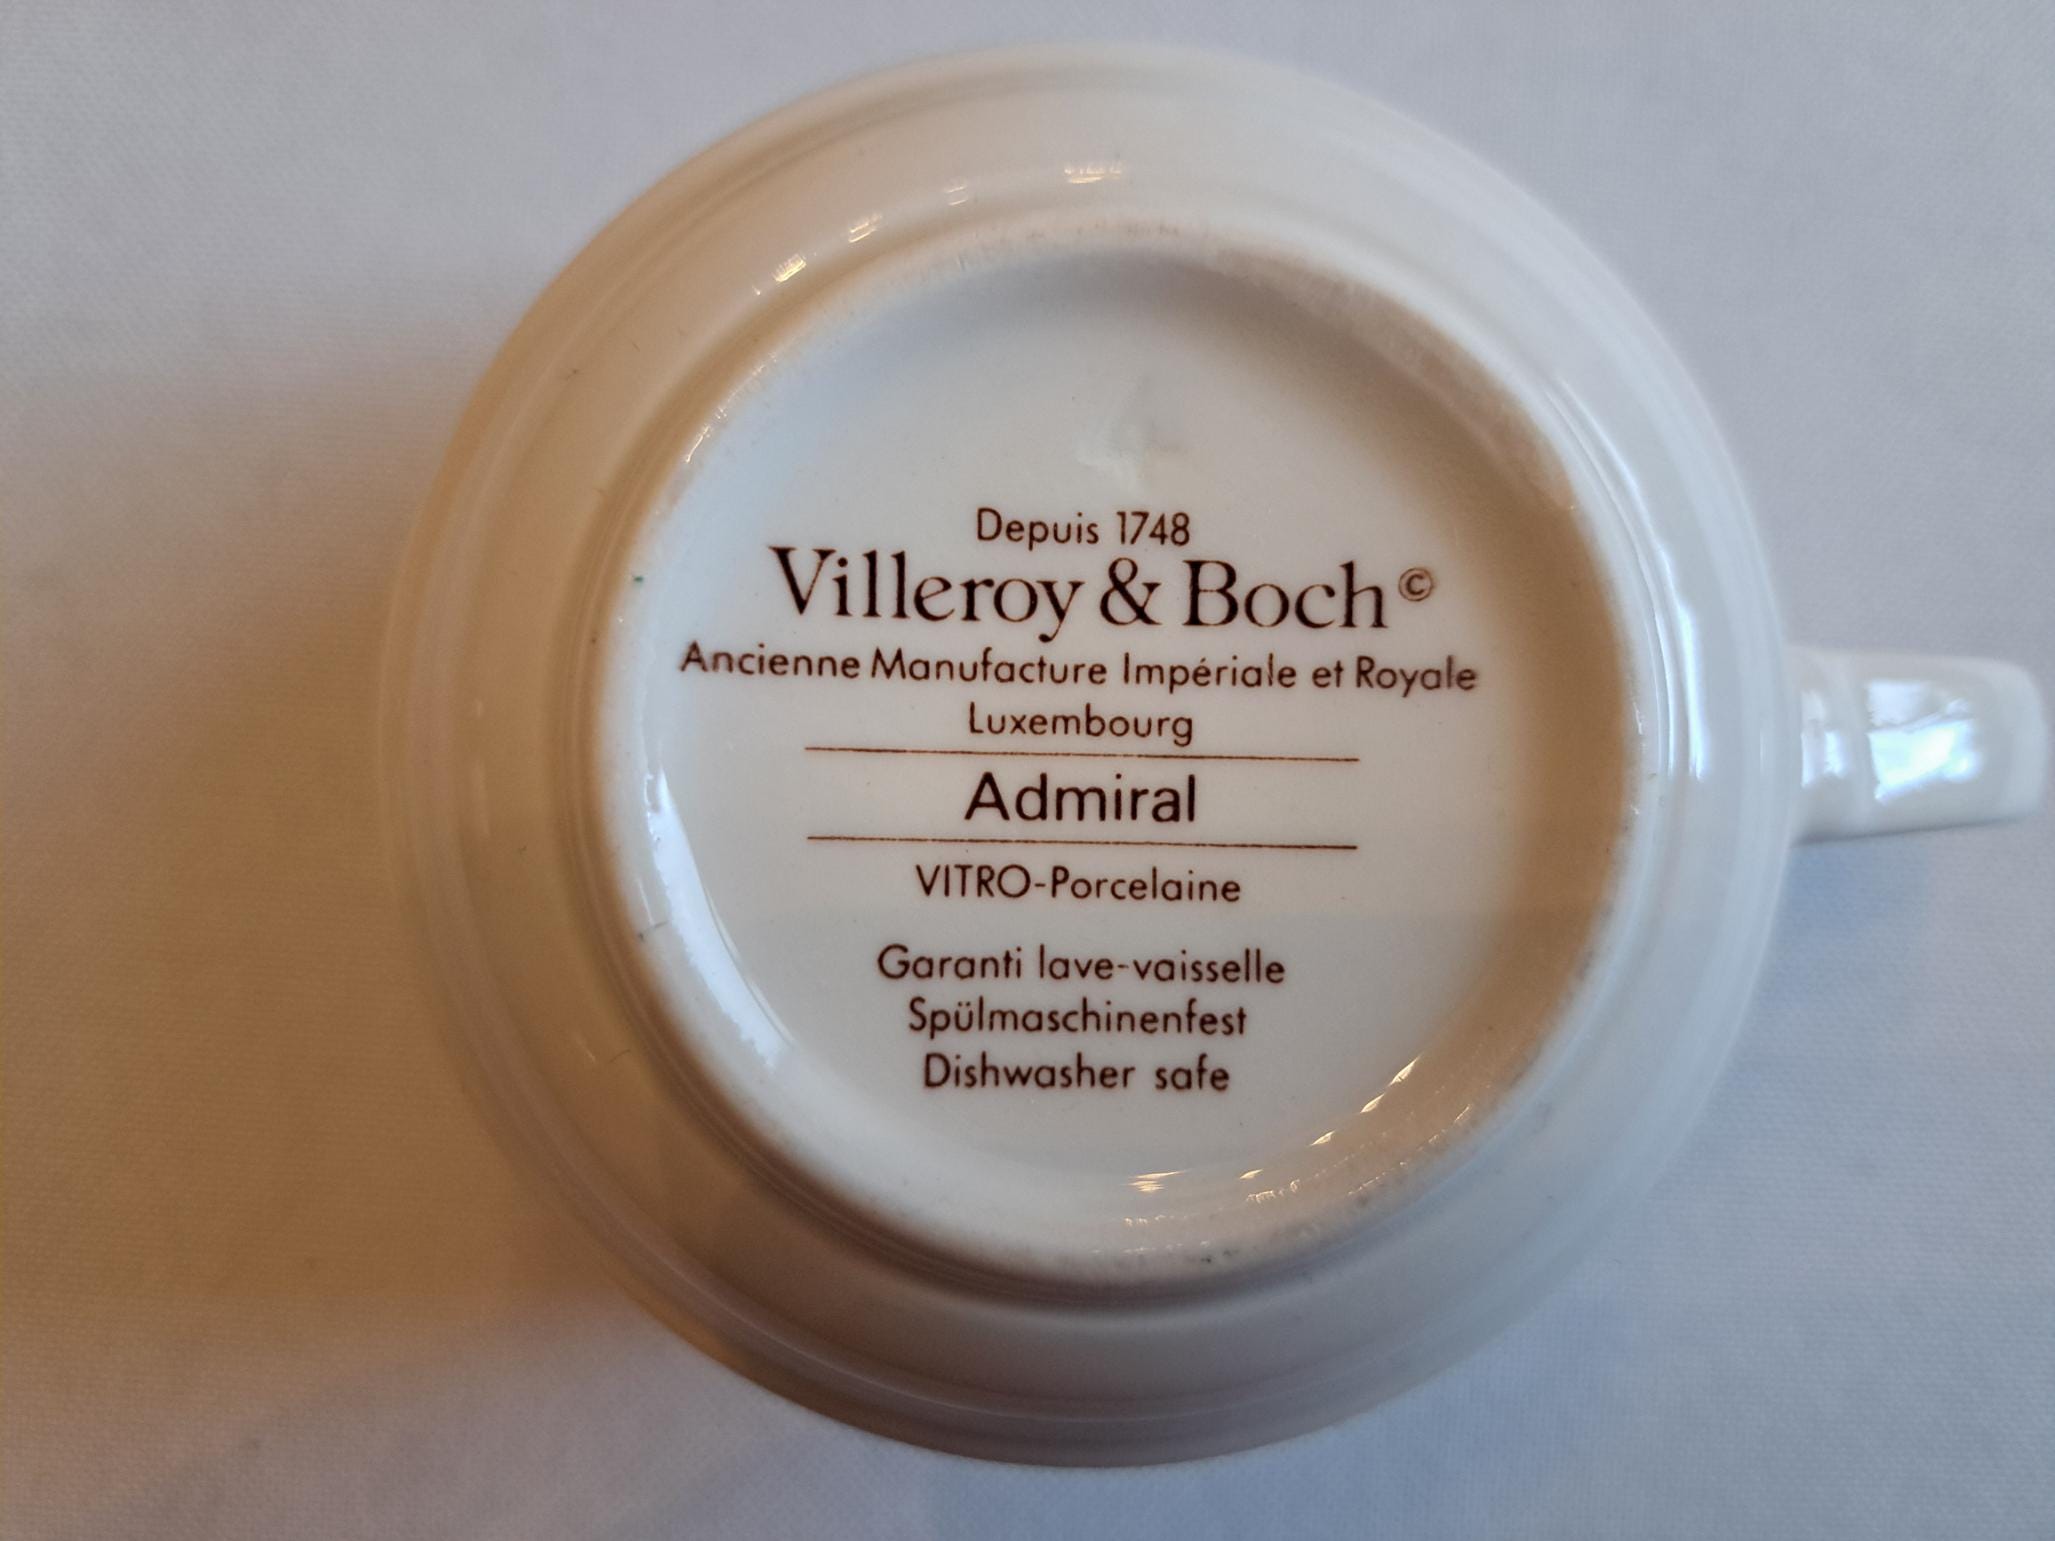 Depuis 1748
Villeroy & Boch©
Ancienne Manufacture Impériale et Royale
Luxembourg
Admiral
VITRO-Porcelaine
Garanti lave-vaisselle
Spülmaschinenfest
Dishwasher safe